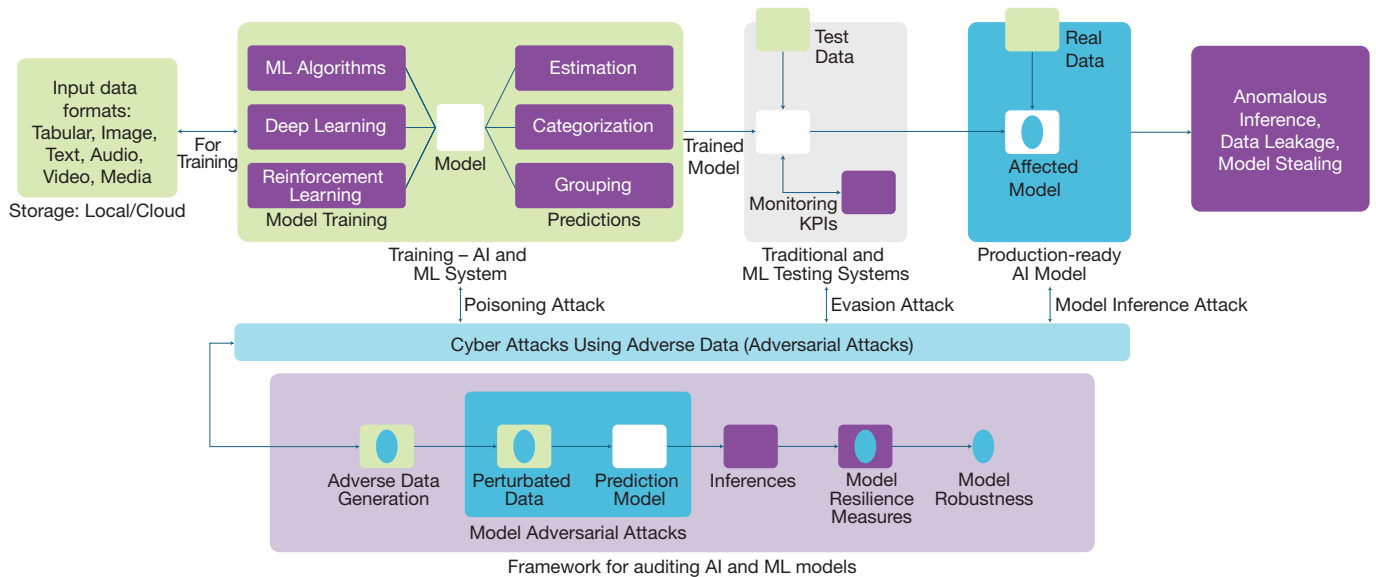 Input data
formats:
Tabular, Image,
Text, Audio,
Video, Media
Storage: Local/Cloud
For
Training
ML Algorithms
Deep Learning
Reinforcement
Learning
Model Training
Model
Estimation
Categorization
Grouping
Predictions
Training – AI and
ML System
Trained
Model
Test
Data
Monitoring
KPIs
Traditional and
ML Testing Systems
Real
Data
Affected
Model
Production-ready
AI Model
Anomalous
Inference,
Data Leakage,
Model Stealing
Poisoning Attack
Evasion Attack
Model Inference Attack
Cyber Attacks Using Adverse Data (Adversarial Attacks)
Adverse Data
Generation
Perturbated
Data
Prediction
Model
Model Adversarial Attacks
Inferences
Model
Resilience
Measures
Model
Robustness
Framework for auditing AI and ML models